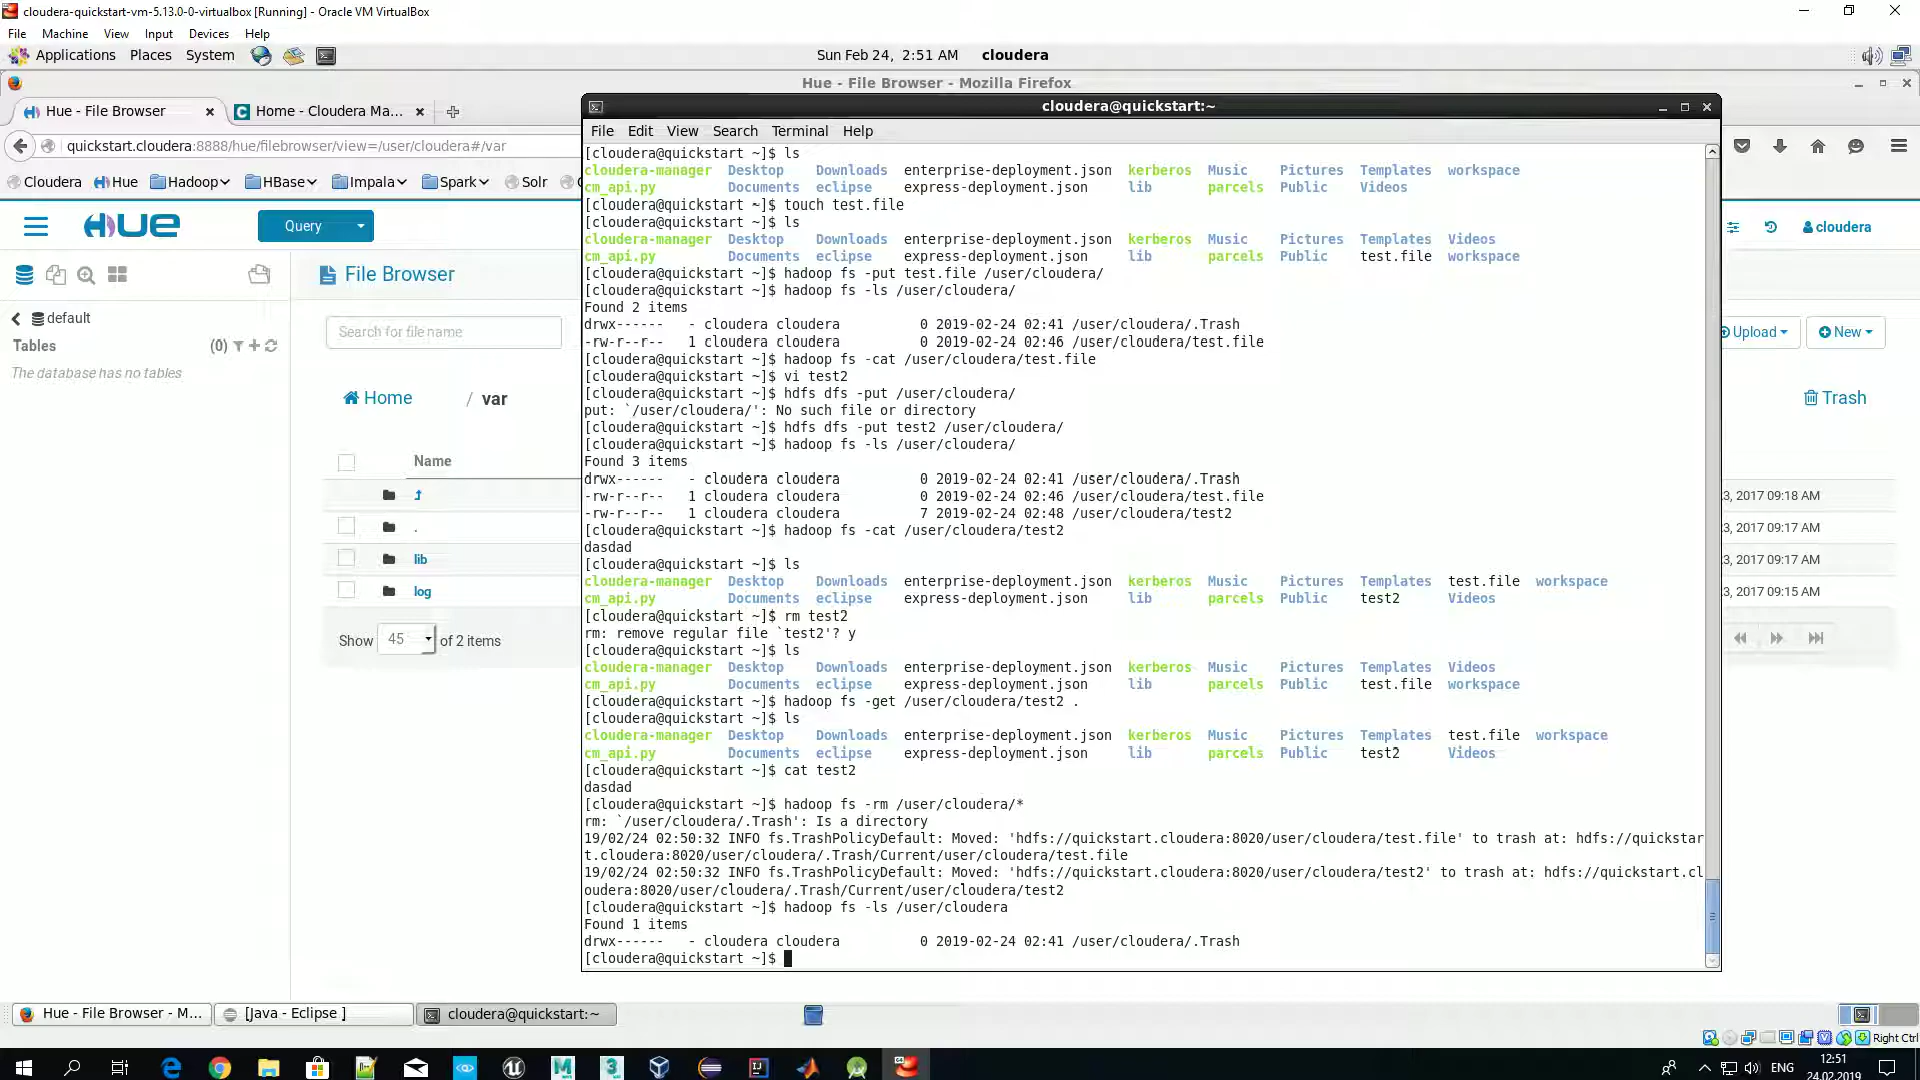 cloudera-quickstart-vm-5.13.0-0-virtualbox [Running] - Oracle VM VirtualBox
File Machine View Input Devices Help
Applications Places System Sun Feb 24, 2:51 AM cloudera
Hue - File Browser - Mozilla Firefox
Hue - File Browser Home - Cloudera Ma...
quickstart.cloudera:8888/hue/filebrowser/view=/user/cloudera#/var
Cloudera Hue Hadoop HBase Impala Spark Solr
HUE Query cloudera
File Browser
default
Tables (0)
The database has no tables
Search for file name
Upload New
Home / var Trash
Name
.
lib
log
3, 2017 09:18 AM
3, 2017 09:17 AM
3, 2017 09:17 AM
3, 2017 09:15 AM
Show 45 of 2 items
cloudera@quickstart:~
File Edit View Search Terminal Help
[cloudera@quickstart ~]$ ls
cloudera-manager Desktop Downloads enterprise-deployment.json kerberos Music Pictures Templates workspace
cm_api.py Documents eclipse express-deployment.json lib parcels Public Videos
[cloudera@quickstart ~]$ touch test.file
[cloudera@quickstart ~]$ ls
cloudera-manager Desktop Downloads enterprise-deployment.json kerberos Music Pictures Templates Videos
cm_api.py Documents eclipse express-deployment.json lib parcels Public test.file workspace
[cloudera@quickstart ~]$ hadoop fs -put test.file /user/cloudera/
[cloudera@quickstart ~]$ hadoop fs -ls /user/cloudera/
Found 2 items
drwx------ - cloudera cloudera 0 2019-02-24 02:41 /user/cloudera/.Trash
-rw-r--r-- 1 cloudera cloudera 0 2019-02-24 02:46 /user/cloudera/test.file
[cloudera@quickstart ~]$ hadoop fs -cat /user/cloudera/test.file
[cloudera@quickstart ~]$ vi test2
[cloudera@quickstart ~]$ hdfs dfs -put /user/cloudera/
put: `/user/cloudera/': No such file or directory
[cloudera@quickstart ~]$ hdfs dfs -put test2 /user/cloudera/
[cloudera@quickstart ~]$ hadoop fs -ls /user/cloudera/
Found 3 items
drwx------ - cloudera cloudera 0 2019-02-24 02:41 /user/cloudera/.Trash
-rw-r--r-- 1 cloudera cloudera 0 2019-02-24 02:46 /user/cloudera/test.file
-rw-r--r-- 1 cloudera cloudera 7 2019-02-24 02:48 /user/cloudera/test2
[cloudera@quickstart ~]$ hadoop fs -cat /user/cloudera/test2
dasdad
[cloudera@quickstart ~]$ ls
cloudera-manager Desktop Downloads enterprise-deployment.json kerberos Music Pictures Templates test.file workspace
cm_api.py Documents eclipse express-deployment.json lib parcels Public test2 Videos
[cloudera@quickstart ~]$ rm test2
rm: remove regular file `test2'? y
[cloudera@quickstart ~]$ ls
cloudera-manager Desktop Downloads enterprise-deployment.json kerberos Music Pictures Templates Videos
cm_api.py Documents eclipse express-deployment.json lib parcels Public test.file workspace
[cloudera@quickstart ~]$ hadoop fs -get /user/cloudera/test2 .
[cloudera@quickstart ~]$ ls
cloudera-manager Desktop Downloads enterprise-deployment.json kerberos Music Pictures Templates test.file workspace
cm_api.py Documents eclipse express-deployment.json lib parcels Public test2 Videos
[cloudera@quickstart ~]$ cat test2
dasdad
[cloudera@quickstart ~]$ hadoop fs -rm /user/cloudera/*
rm: `/user/cloudera/.Trash': Is a directory
19/02/24 02:50:32 INFO fs.TrashPolicyDefault: Moved: 'hdfs://quickstart.cloudera:8020/user/cloudera/test.file' to trash at: hdfs://quickstar
t.cloudera:8020/user/cloudera/.Trash/Current/user/cloudera/test.file
19/02/24 02:50:32 INFO fs.TrashPolicyDefault: Moved: 'hdfs://quickstart.cloudera:8020/user/cloudera/test2' to trash at: hdfs://quickstart.cl
oudera:8020/user/cloudera/.Trash/Current/user/cloudera/test2
[cloudera@quickstart ~]$ hadoop fs -ls /user/cloudera
Found 1 items
drwx------ - cloudera cloudera 0 2019-02-24 02:41 /user/cloudera/.Trash
[cloudera@quickstart ~]$
Hue - File Browser - M... [Java - Eclipse ] cloudera@quickstart:~
Right Ctrl
ENG 12:51
24.02.2019